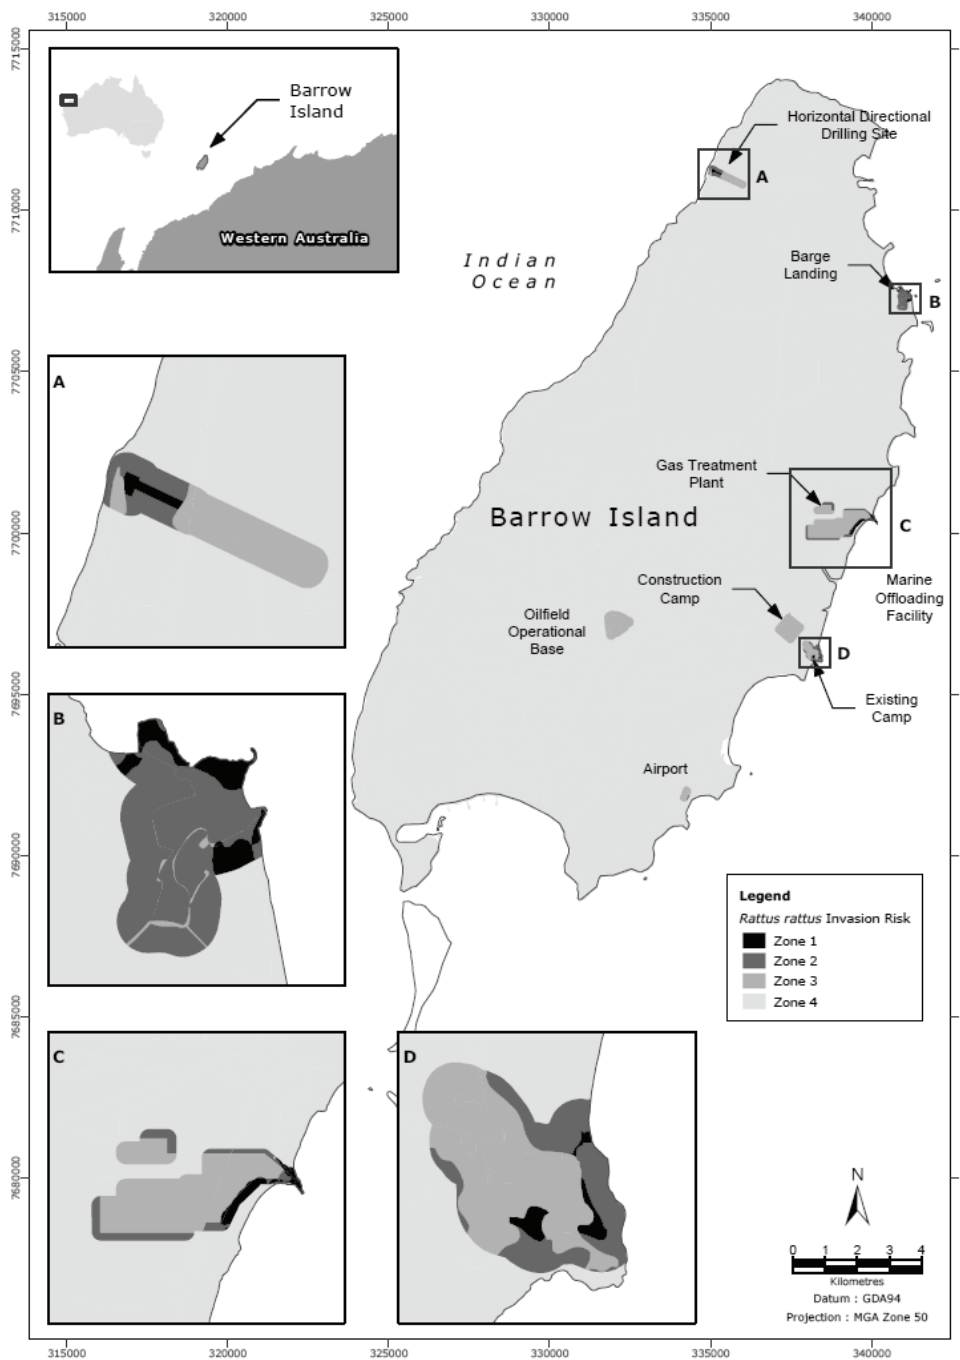 315000 320000 325000 330000 335000 340000
7715000
7710000
7705000
7700000
7695000
7690000
7685000
7680000
Barrow
Island
Western Australia
Indian
Ocean
Horizontal Directional
Drilling Site
A
Barge
Landing
B
Gas Treatment
Plant
Barrow Island
C
Marine
Offloading
Facility
Construction
Camp
Oilfield
Operational
Base
D
Existing
Camp
Airport
A
B
C
D
Legend
Rattus rattus Invasion Risk
Zone 1
Zone 2
Zone 3
Zone 4
N
0 1 2 3 4
Kilometres
Datum : GDA94
Projection : MGA Zone 50
315000 320000 325000 330000 335000 340000